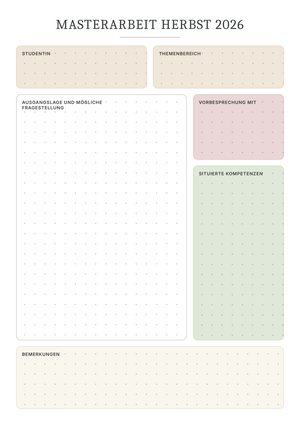 MASTERARBEIT HERBST 2026
STUDENTIN
THEMENBEREICH
AUSGANGSLAGE UND MÖGLICHE
FRAGESTELLUNG
VORBESPRECHUNG MIT
SITUIERTE KOMPETENZEN
BEMERKUNGEN